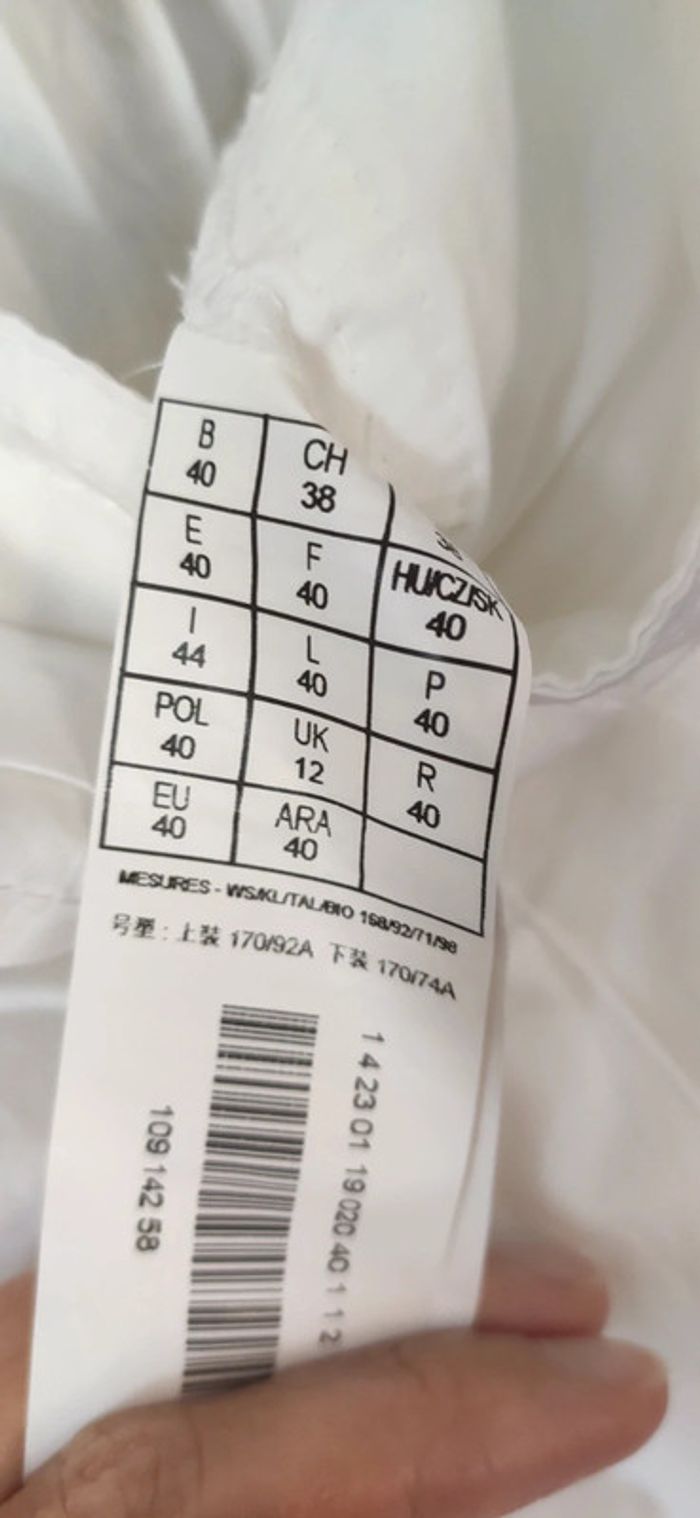 B CH
40 38
E F HU/CZ/SK
40 40 40
I L P
44 40 40
POL UK R
40 12 40
EU ARA
40 40
MESURES - WS/KL/TAL/BIO 168/92/71/98
号型 : 上装 170/92A 下装 170/74A
1 4 23 01 19 020 40 1 1 2
109 142 58